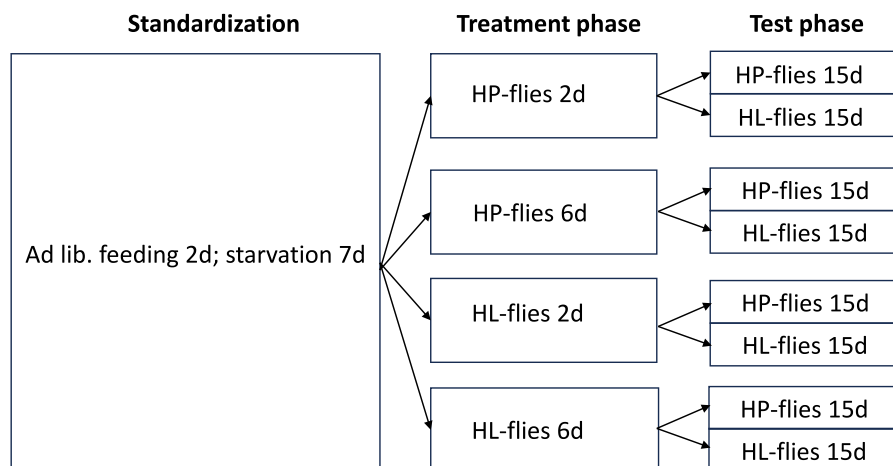 Standardization
Treatment phase
Test phase
Ad lib. feeding 2d; starvation 7d
HP-flies 2d
HP-flies 15d
HL-flies 15d
HP-flies 6d
HP-flies 15d
HL-flies 15d
HL-flies 2d
HP-flies 15d
HL-flies 15d
HL-flies 6d
HP-flies 15d
HL-flies 15d